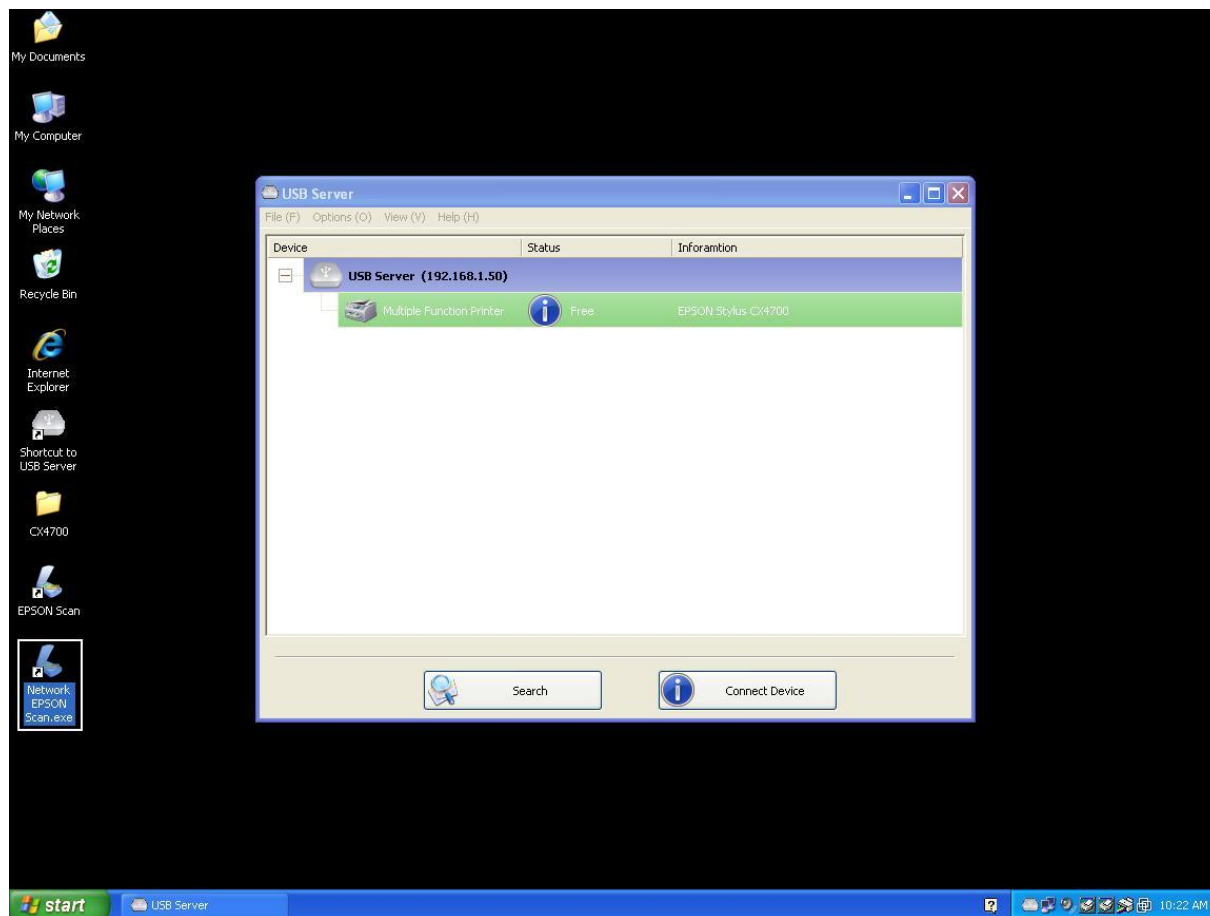 My Documents
My Computer
My Network
Places
Recycle Bin
Internet
Explorer
Shortcut to
USB Server
CX4700
EPSON Scan
Network
EPSON
Scan.exe
USB Server
File (F) Options (O) View (V) Help (H)
Device Status Inforamtion
USB Server (192.168.1.50)
Multiple Function Printer Free EPSON Stylus CX4700
Search Connect Device
start USB Server 10:22 AM